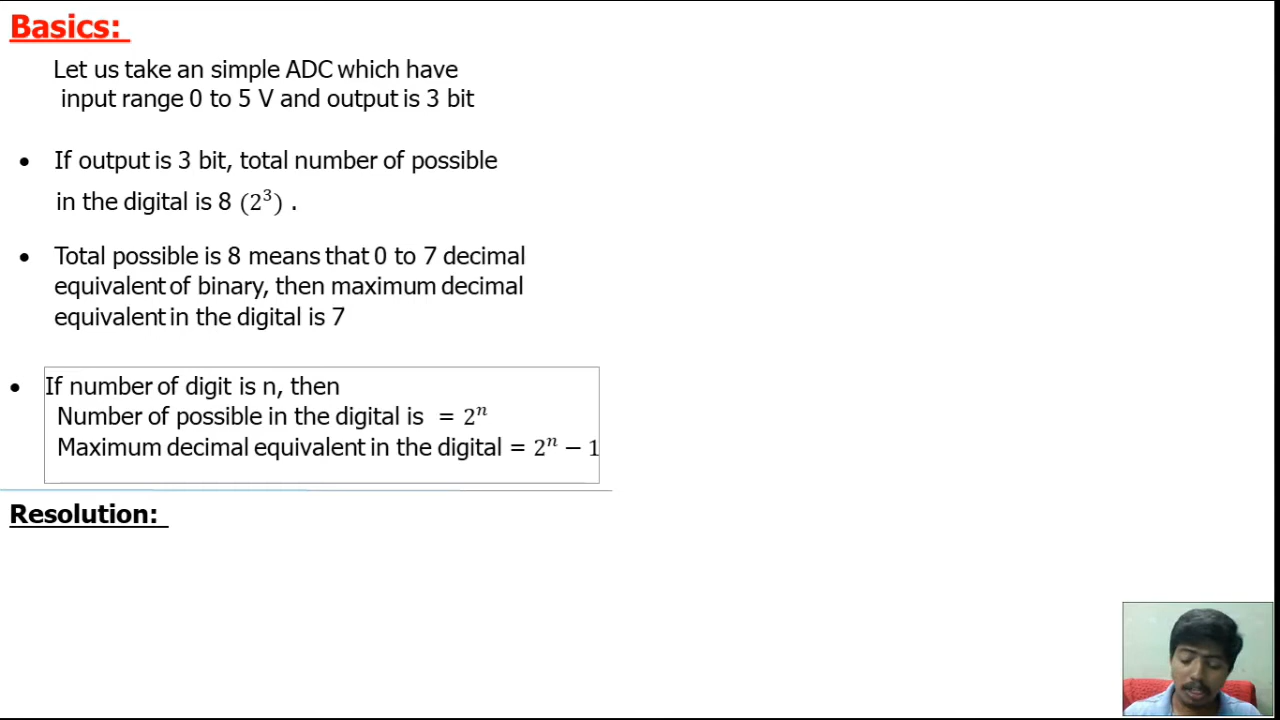 Basics:
Let us take an simple ADC which have
input range 0 to 5 V and output is 3 bit
• If output is 3 bit, total number of possible
in the digital is 8 (2³) .
• Total possible is 8 means that 0 to 7 decimal
equivalent of binary, then maximum decimal
equivalent in the digital is 7
• If number of digit is n, then
Number of possible in the digital is = 2ⁿ
Maximum decimal equivalent in the digital = 2ⁿ − 1
Resolution: